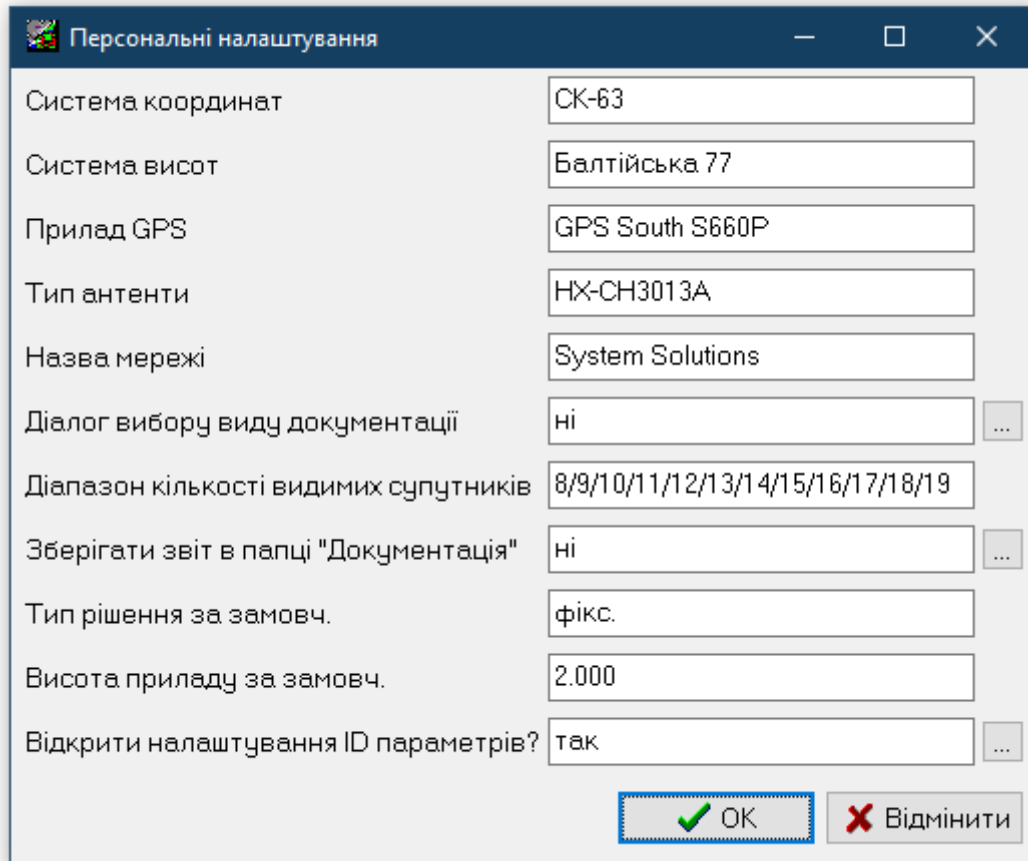 Персональні налаштування
Система координат СК-63
Система висот Балтійська 77
Прилад GPS GPS South S660P
Тип антенти HX-CH3013A
Назва мережі System Solutions
Діалог вибору виду документації ні ...
Діапазон кількості видимих супутників 8/9/10/11/12/13/14/15/16/17/18/19
Зберігати звіт в папці "Документація" ні ...
Тип рішення за замовч. фікс.
Висота приладу за замовч. 2.000
Відкрити налаштування ID параметрів? так ...
OK Відмінити